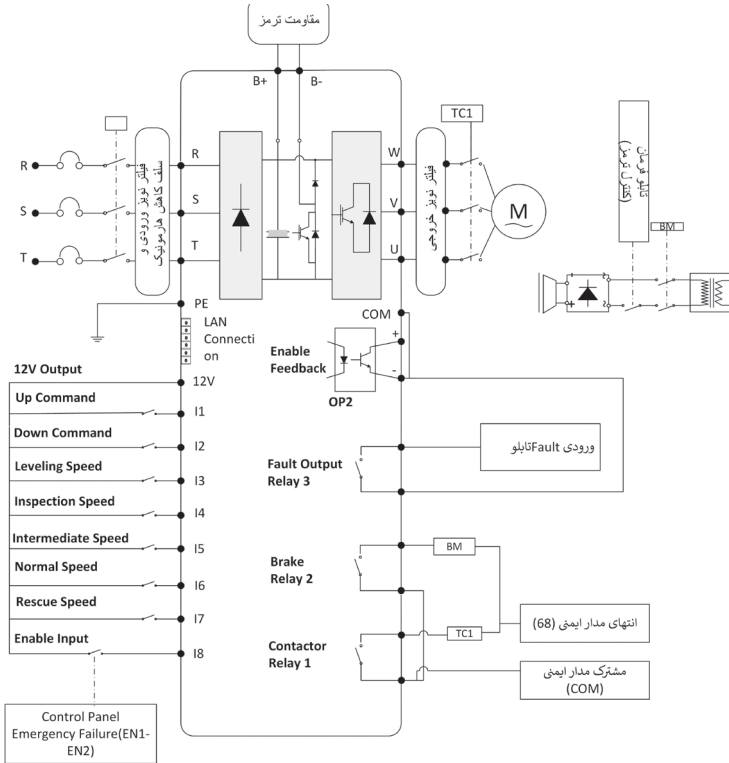 مقاومت ترمز
B+
B-
TC1
R
S
T
فیلتر نویز ورودی و
سلف کاهش هارمونیک
R
S
T
W
V
U
فیلتر نویز خروجی
M
تابلو فرمان
(کنترل ترمز)
BM
PE
LAN
Connecti
on
COM
+
-
Enable
Feedback
OP2
12V Output
12V
Up Command
I1
Down Command
I2
Leveling Speed
I3
Inspection Speed
I4
Intermediate Speed
I5
Normal Speed
I6
Rescue Speed
I7
Enable Input
I8
Control Panel
Emergency Failure(EN1-
EN2)
Fault Output
Relay 3
ورودی Faultتابلو
Brake
Relay 2
BM
Contactor
Relay 1
TC1
انتهای مدار ایمنی (68)
مشترک مدار ایمنی
(COM)